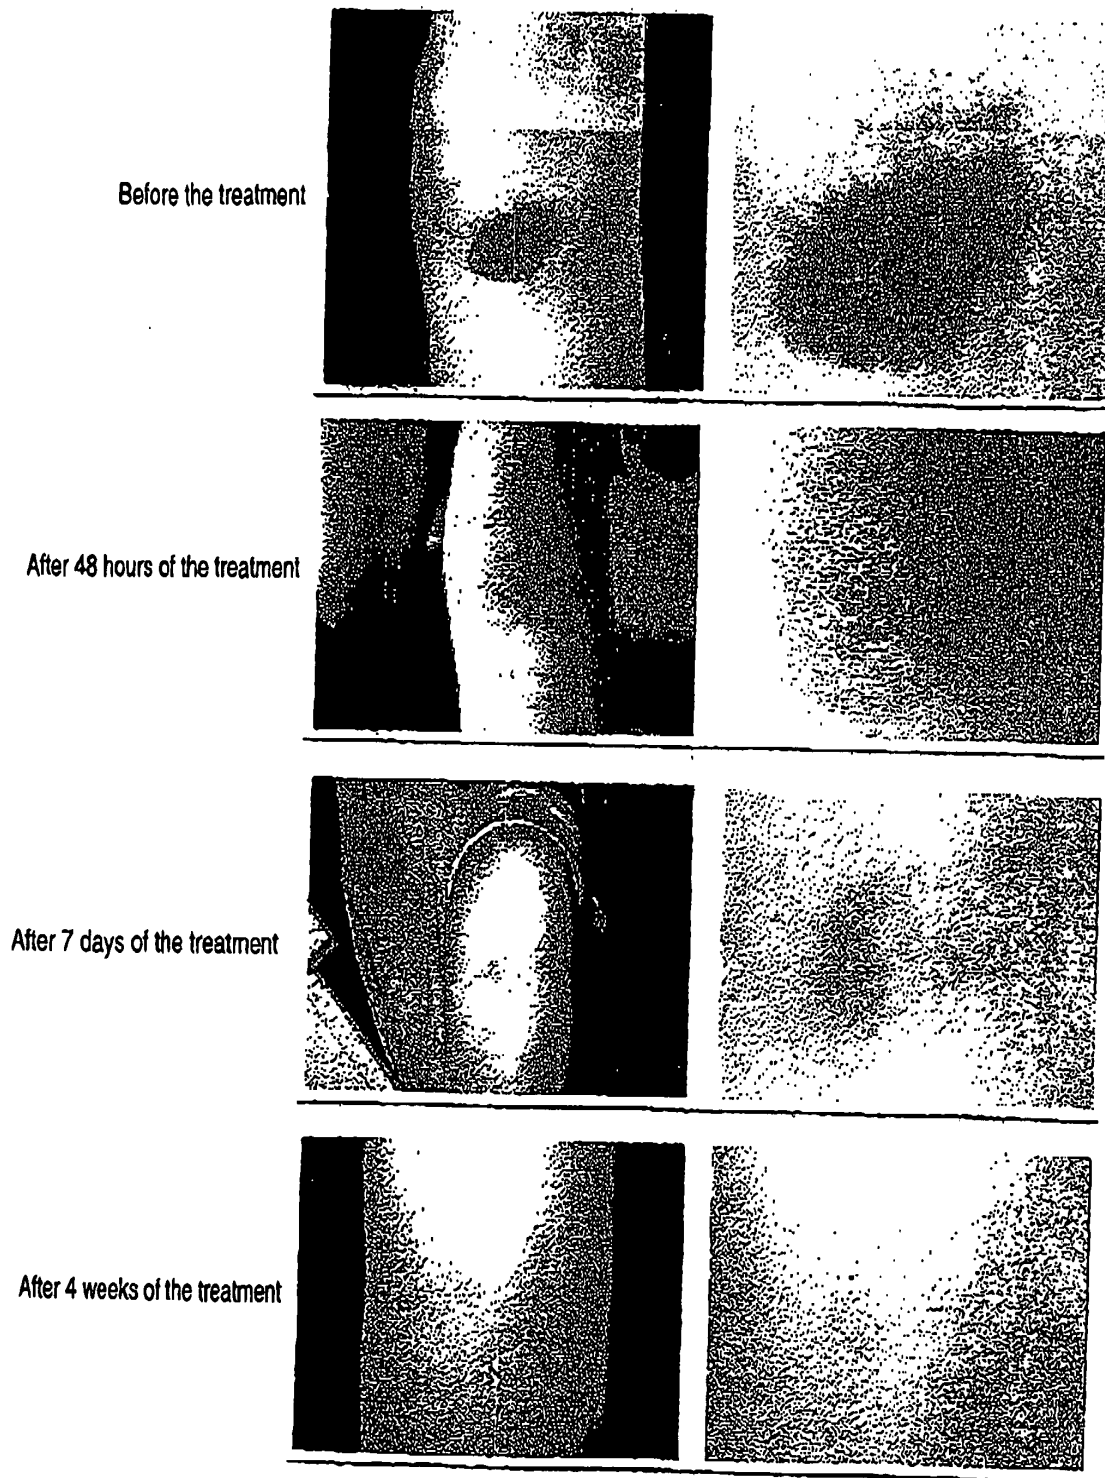 Before the treatment
After 48 hours of the treatment
After 7 days of the treatment
After 4 weeks of the treatment